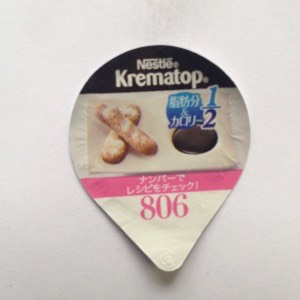 Nestlé®
Krematop®
脂肪分
&
カロリー
1/2
ナンバーで
レシピをチェック!
806